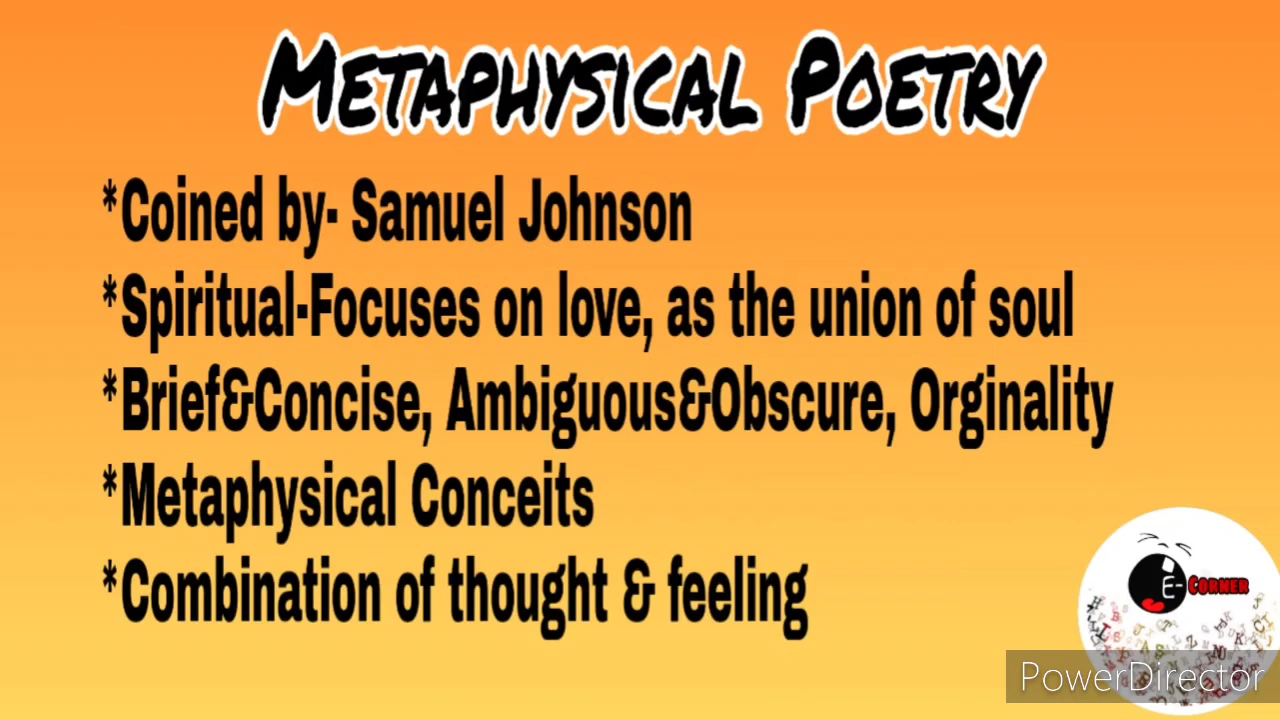 METAPHYSICAL POETRY
*Coined by- Samuel Johnson
*Spiritual-Focuses on love, as the union of soul
*Brief&Concise, Ambiguous&Obscure, Orginality
*Metaphysical Conceits
*Combination of thought & feeling
E-CORNER
PowerDirector